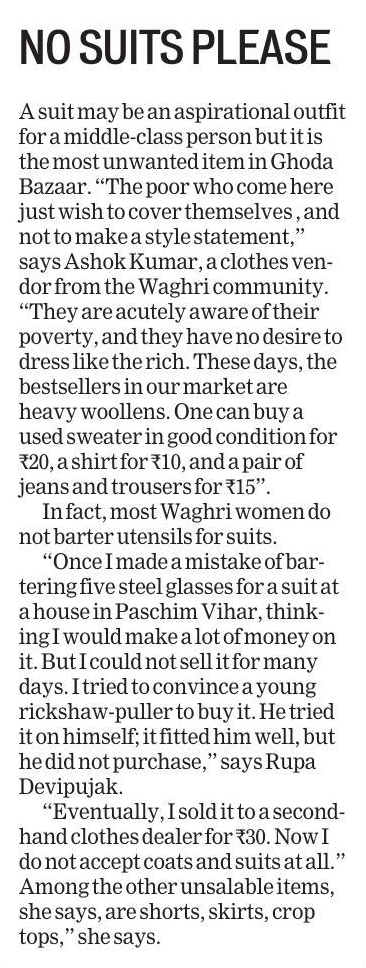 NO SUITS PLEASE
A suit may be an aspirational outfit
for a middle-class person but it is
the most unwanted item in Ghoda
Bazaar. “The poor who come here
just wish to cover themselves , and
not to make a style statement,”
says Ashok Kumar, a clothes ven-
dor from the Waghri community.
“They are acutely aware of their
poverty, and they have no desire to
dress like the rich. These days, the
bestsellers in our market are
heavy woollens. One can buy a
used sweater in good condition for
₹20, a shirt for ₹10, and a pair of
jeans and trousers for ₹15”.
In fact, most Waghri women do
not barter utensils for suits.
“Once I made a mistake of bar-
tering five steel glasses for a suit at
a house in Paschim Vihar, think-
ing I would make a lot of money on
it. But I could not sell it for many
days. I tried to convince a young
rickshaw-puller to buy it. He tried
it on himself; it fitted him well, but
he did not purchase,” says Rupa
Devipujak.
“Eventually, I sold it to a second-
hand clothes dealer for ₹30. Now I
do not accept coats and suits at all.”
Among the other unsalable items,
she says, are shorts, skirts, crop
tops,” she says.